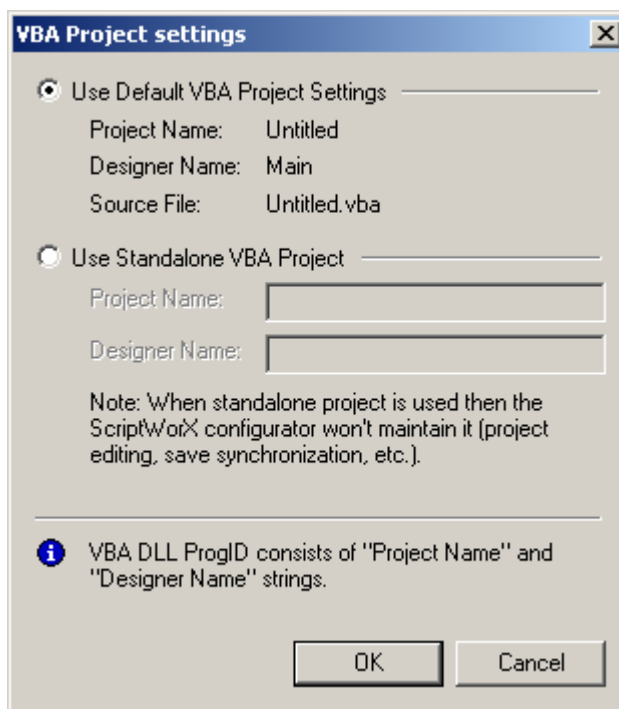 VBA Project settings
Use Default VBA Project Settings
Project Name: Untitled
Designer Name: Main
Source File: Untitled.vba
Use Standalone VBA Project
Project Name:
Designer Name:
Note: When standalone project is used then the
ScriptWorX configurator won't maintain it (project
editing, save synchronization, etc.).
VBA DLL ProgID consists of "Project Name" and
"Designer Name" strings.
OK Cancel